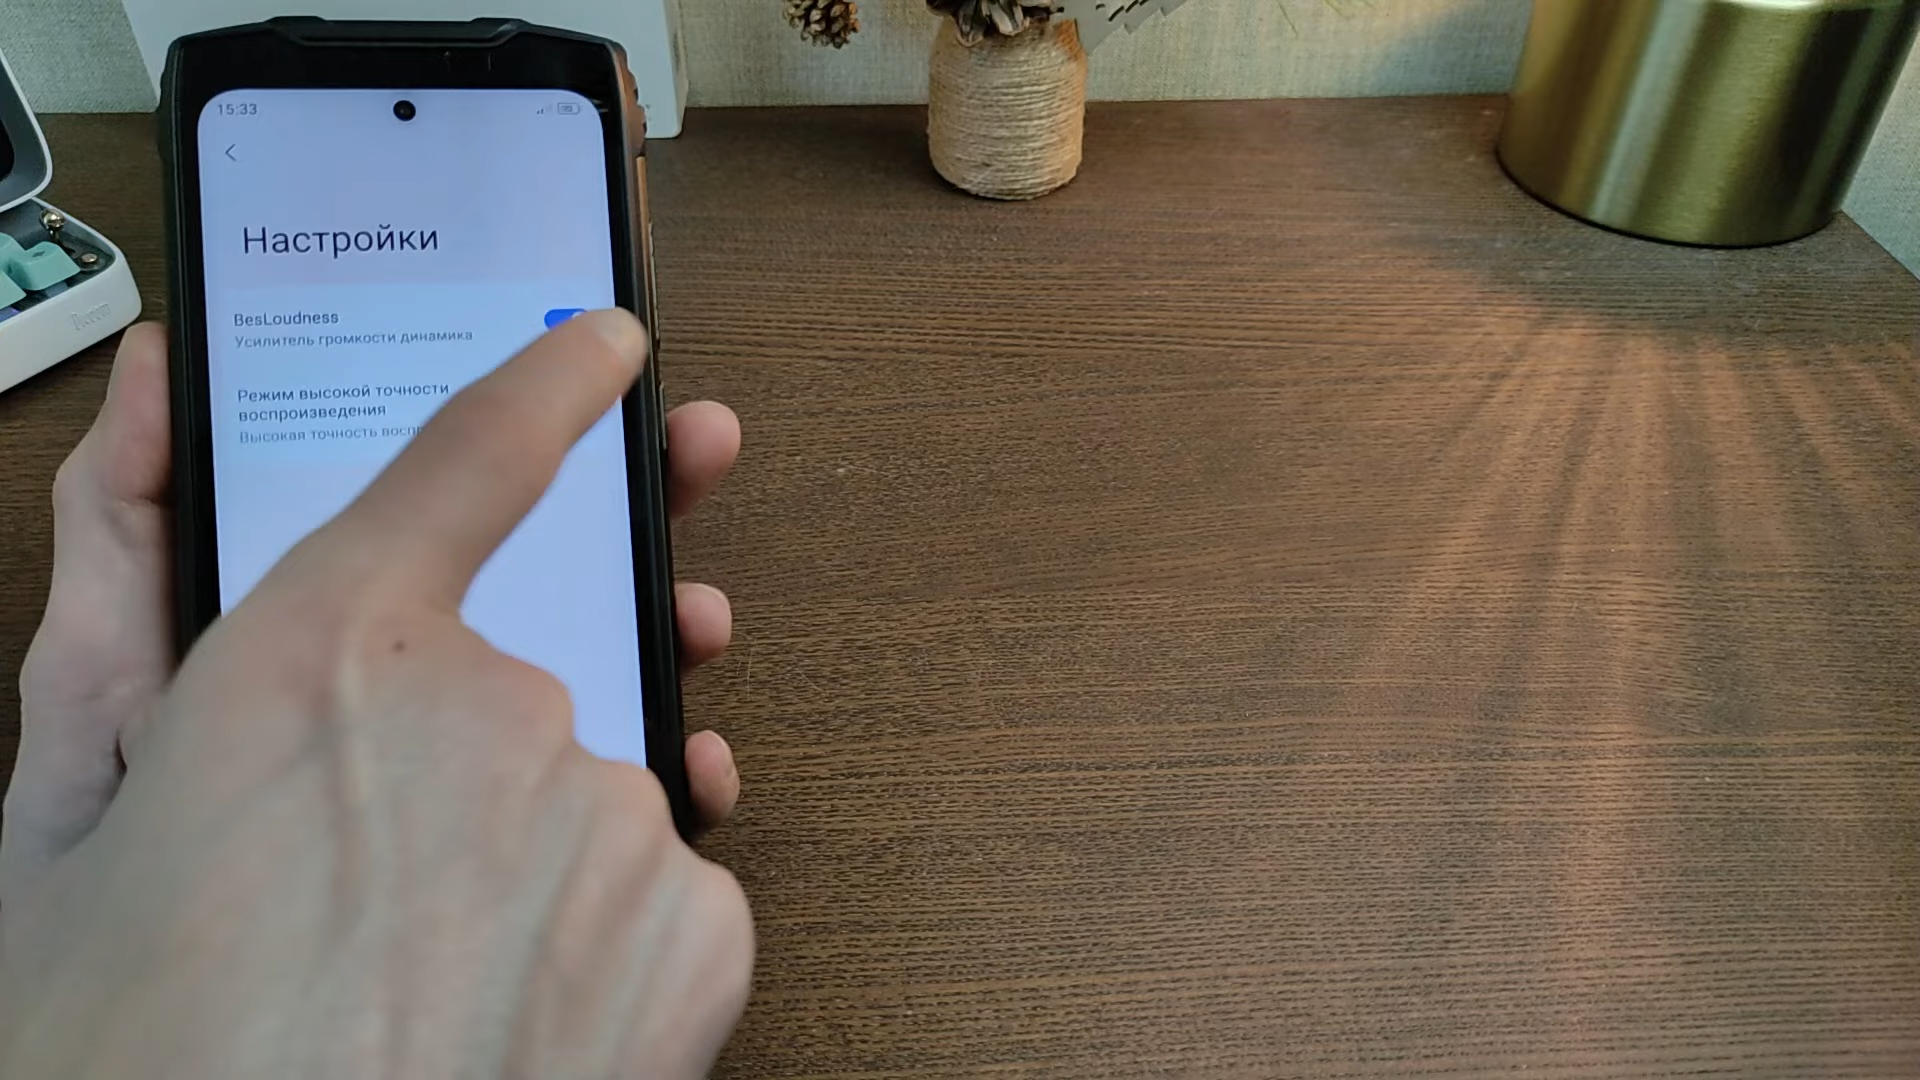 15:33
Настройки
BesLoudness
Усилитель громкости динамика
Режим высокой точности
воспроизведения
Высокая точность